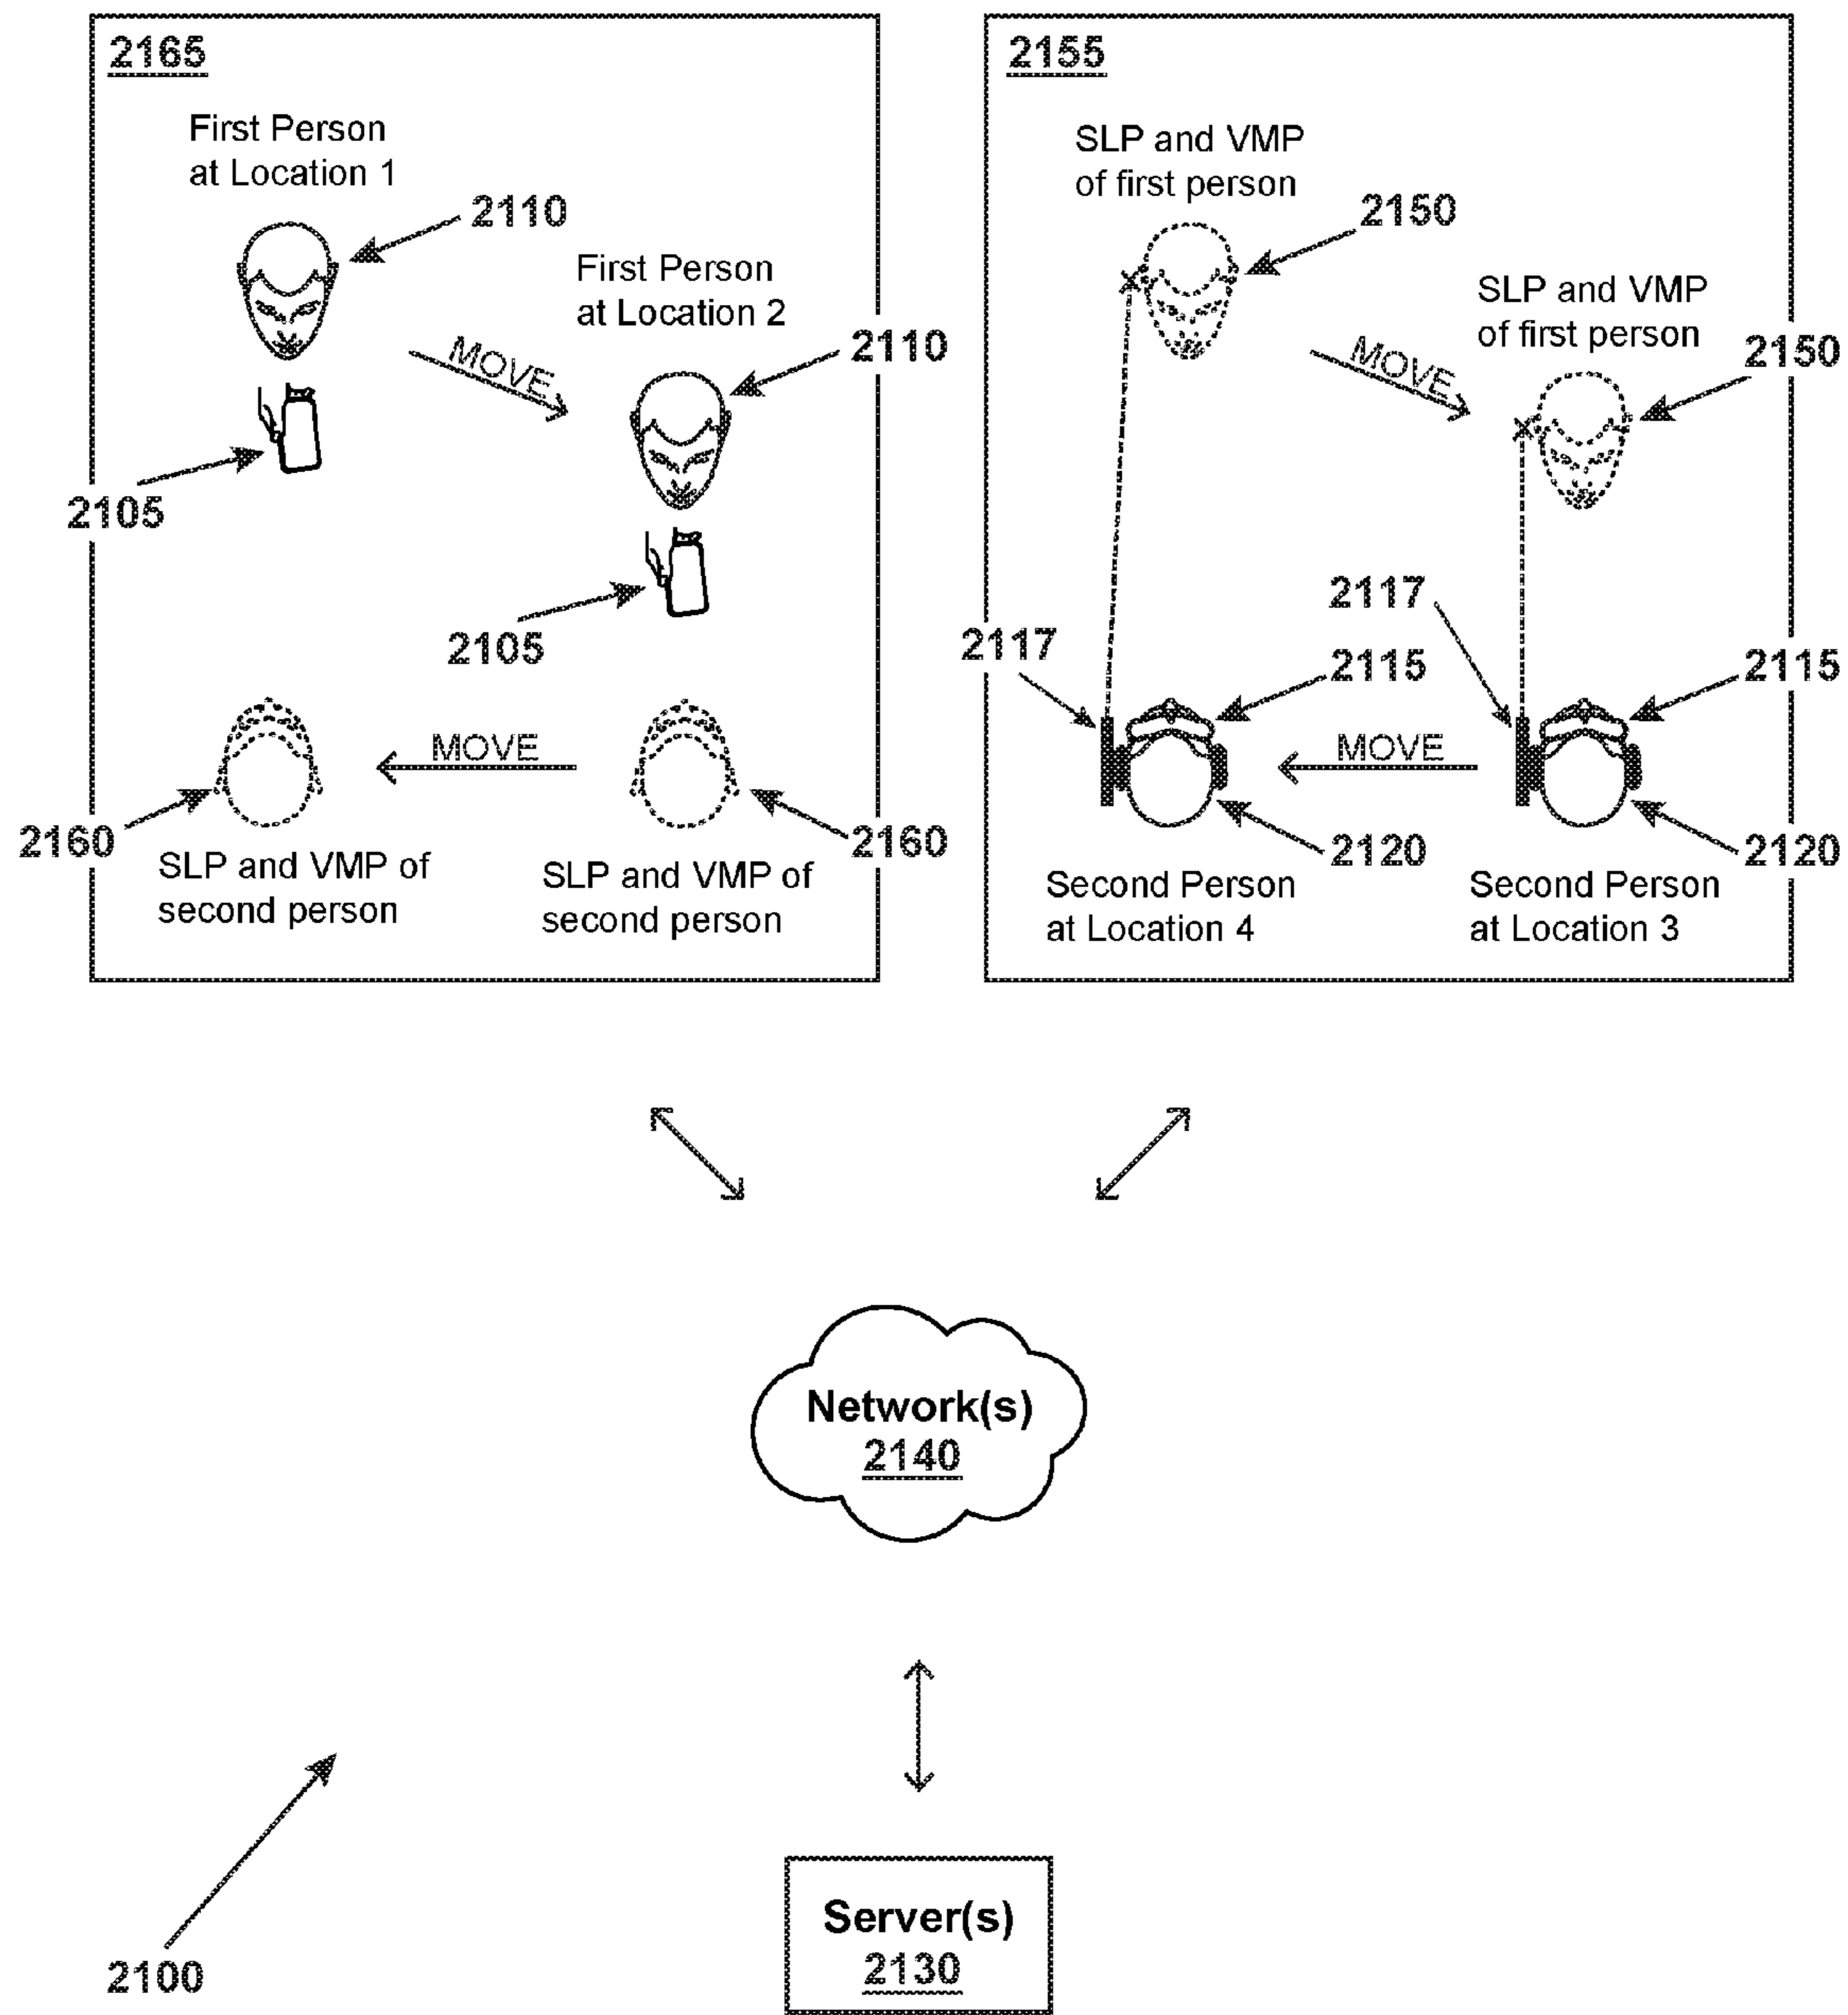 2165
First Person
at Location 1
2110
First Person
at Location 2
2110
MOVE
2105
2105
MOVE
2160
2160
SLP and VMP of
second person
SLP and VMP of
second person
2155
SLP and VMP
of first person
2150
SLP and VMP
of first person
2150
MOVE
2117
2117
2115
2115
MOVE
2120
2120
Second Person
at Location 4
Second Person
at Location 3
Network(s)
2140
Server(s)
2130
2100